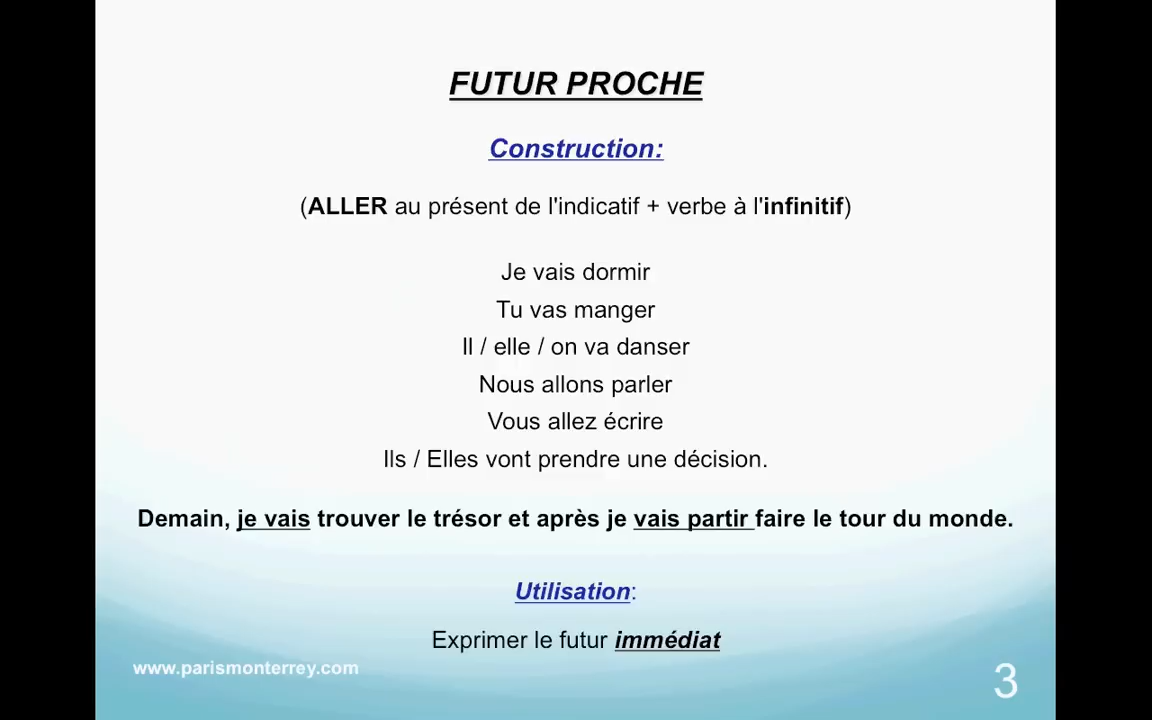 FUTUR PROCHE
Construction:
(ALLER au présent de l'indicatif + verbe à l'infinitif)
Je vais dormir
Tu vas manger
Il / elle / on va danser
Nous allons parler
Vous allez écrire
Ils / Elles vont prendre une décision.
Demain, je vais trouver le trésor et après je vais partir faire le tour du monde.
Utilisation:
Exprimer le futur immédiat
www.parismonterrey.com
3